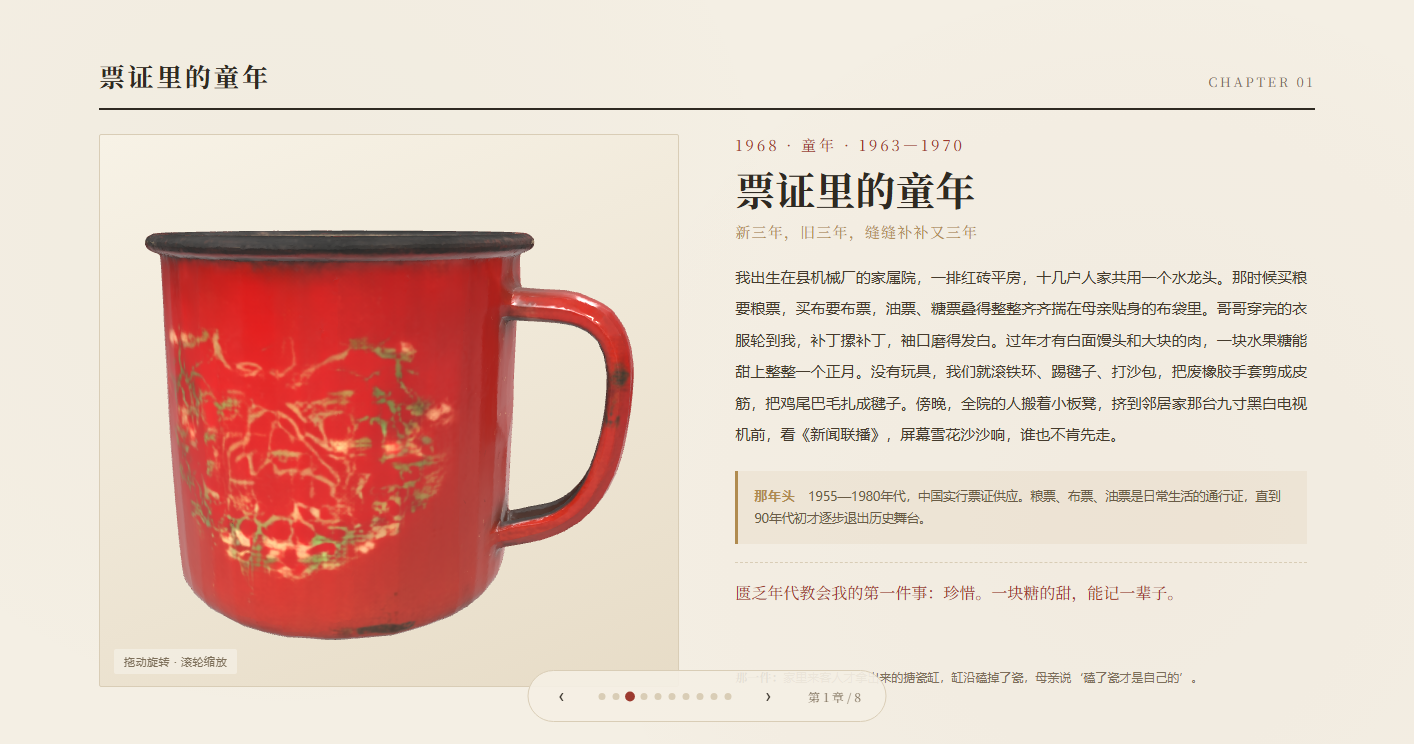 票证里的童年
CHAPTER 01
1968 · 童年 · 1963—1970
票证里的童年
新三年，旧三年，缝缝补补又三年
我出生在县机械厂的家属院，一排红砖平房，十几户人家共用一个水龙头。那时候买粮
要粮票，买布要布票，油票、糖票叠得整整齐齐揣在母亲贴身的布袋里。哥哥穿完的衣
服轮到我，补丁摞补丁，袖口磨得发白。过年才有白面馒头和大块的肉，一块水果糖能
甜上整整一个正月。没有玩具，我们就滚铁环、踢毽子、打沙包，把废橡胶手套剪成皮
筋，把鸡尾巴毛扎成毽子。傍晚，全院的人搬着小板凳，挤到邻居家那台九寸黑白电视
机前，看《新闻联播》，屏幕雪花沙沙响，谁也不肯先走。
那年头 1955—1980年代，中国实行票证供应。粮票、布票、油票是日常生活的通行证，直到
90年代初才逐步退出历史舞台。
匮乏年代教会我的第一件事：珍惜。一块糖的甜，能记一辈子。
拖动旋转 · 滚轮缩放
来的搪瓷缸，缸沿磕掉了瓷，母亲说‘磕了瓷才是自己的’。
‹ › 第 1 章 / 8